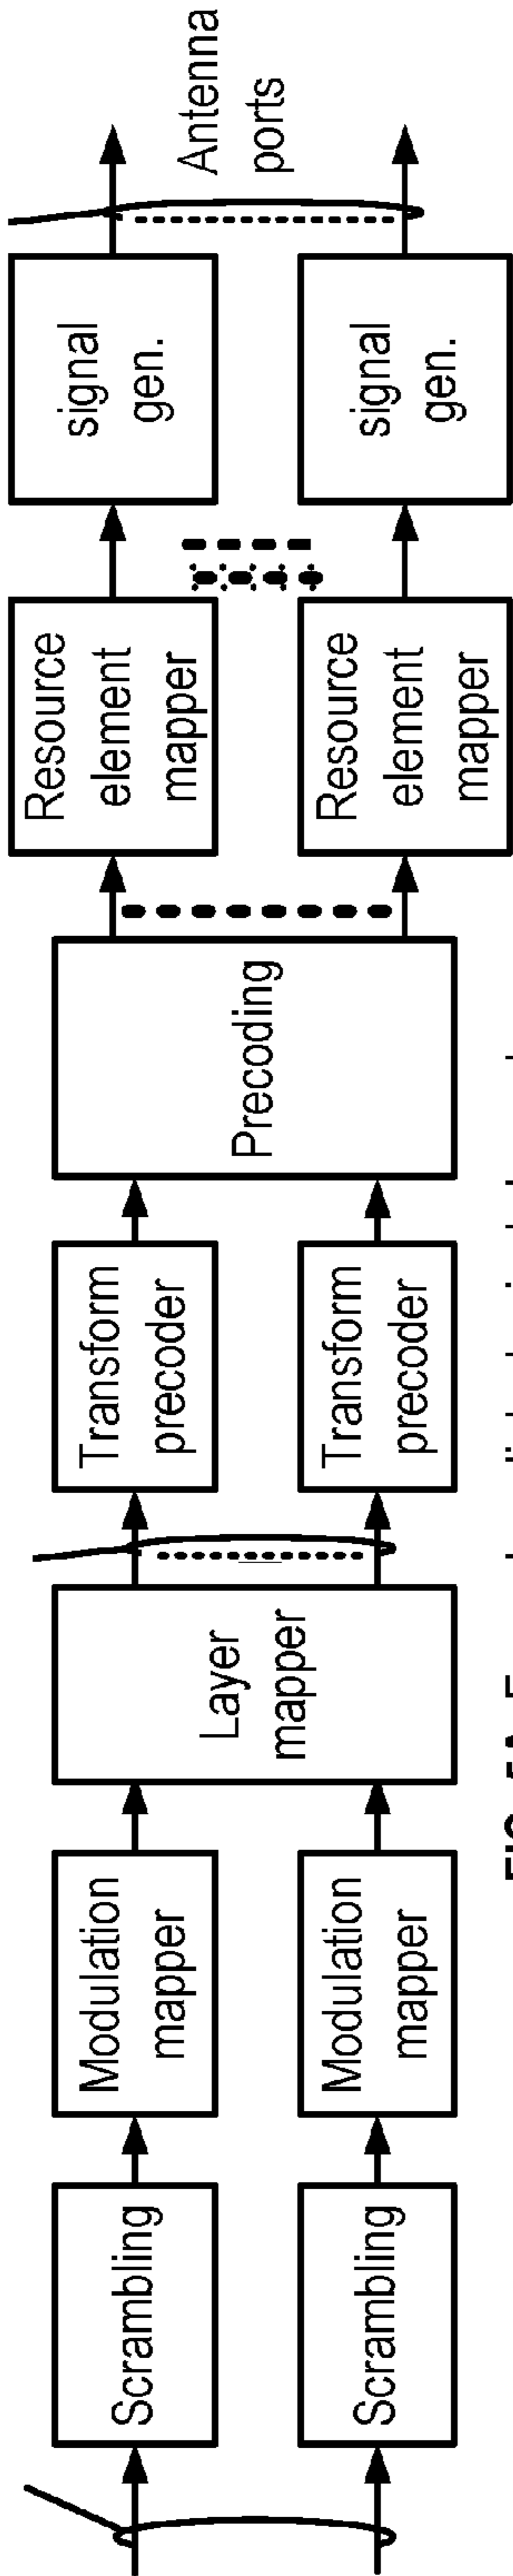 Scrambling
Modulation
mapper
Layer
mapper
Transform
precoder
Precoding
Resource
element
mapper
signal
gen.
Antenna
ports
Scrambling
Modulation
mapper
Transform
precoder
Resource
element
mapper
signal
gen.